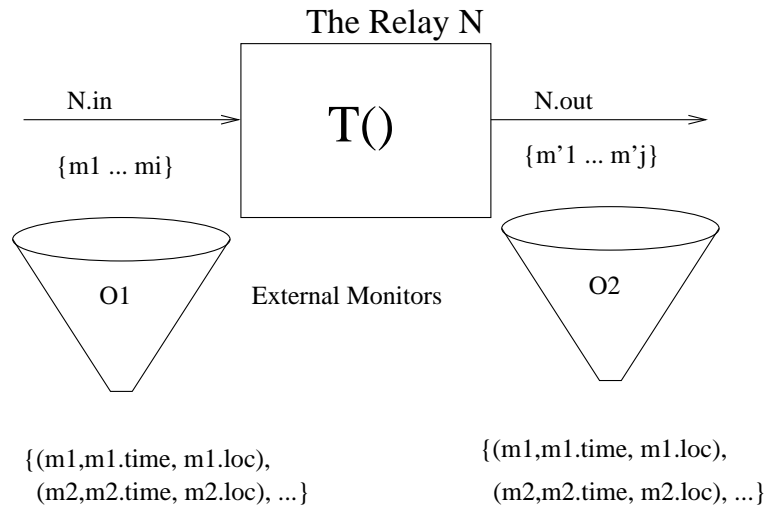 The Relay N
N.in
T()
N.out
{m1 ... mi}
{m'1 ... m'j}
O1
External Monitors
O2
{(m1,m1.time, m1.loc),
(m2,m2.time, m2.loc), ...}
{(m1,m1.time, m1.loc),
(m2,m2.time, m2.loc), ...}